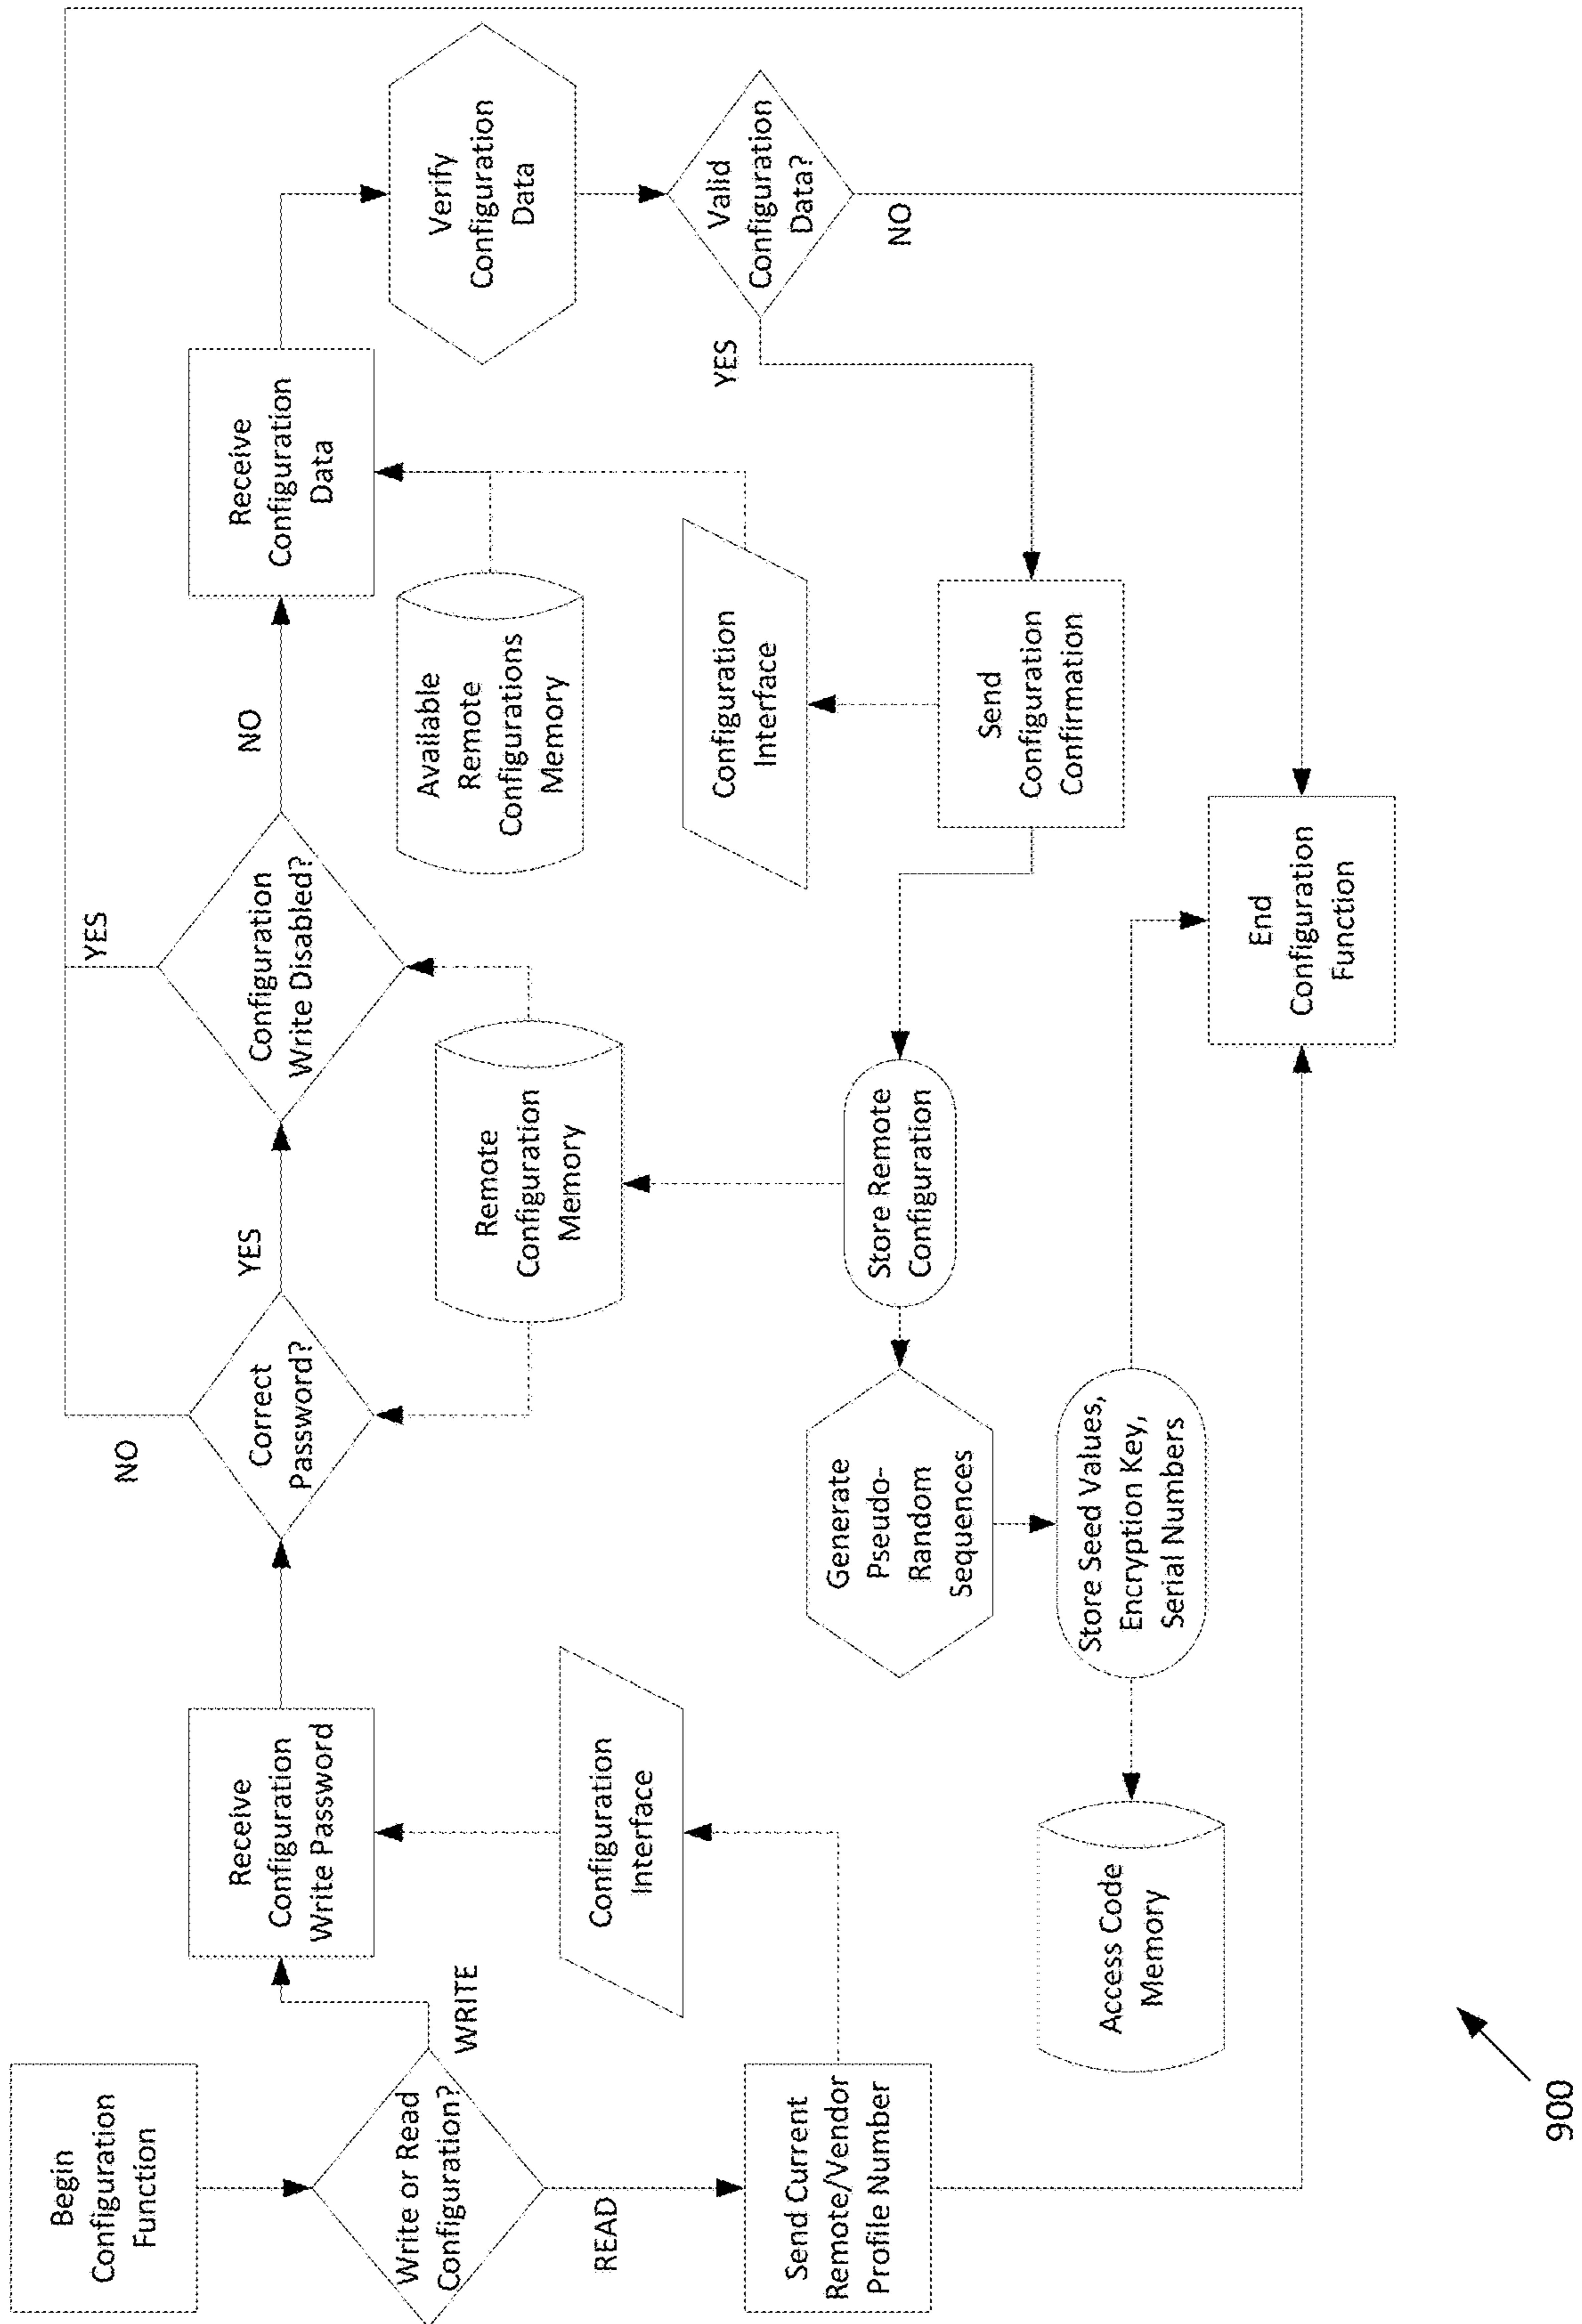 Begin
Configuration
Function
Write or Read
Configuration?
WRITE
READ
Send Current
Remote/Vendor
Profile Number
Receive
Configuration
Write Password
Configuration
Interface
Correct
Password?
NO
YES
Configuration
Write Disabled?
YES
NO
Remote
Configuration
Memory
Receive
Configuration
Data
Available
Remote
Configurations
Memory
Verify
Configuration
Data
Valid
Configuration
Data?
YES
NO
Configuration
Interface
Send
Configuration
Confirmation
Store Remote
Configuration
Generate
Pseudo-
Random
Sequences
Store Seed Values,
Encryption Key,
Serial Numbers
Access Code
Memory
End
Configuration
Function
900